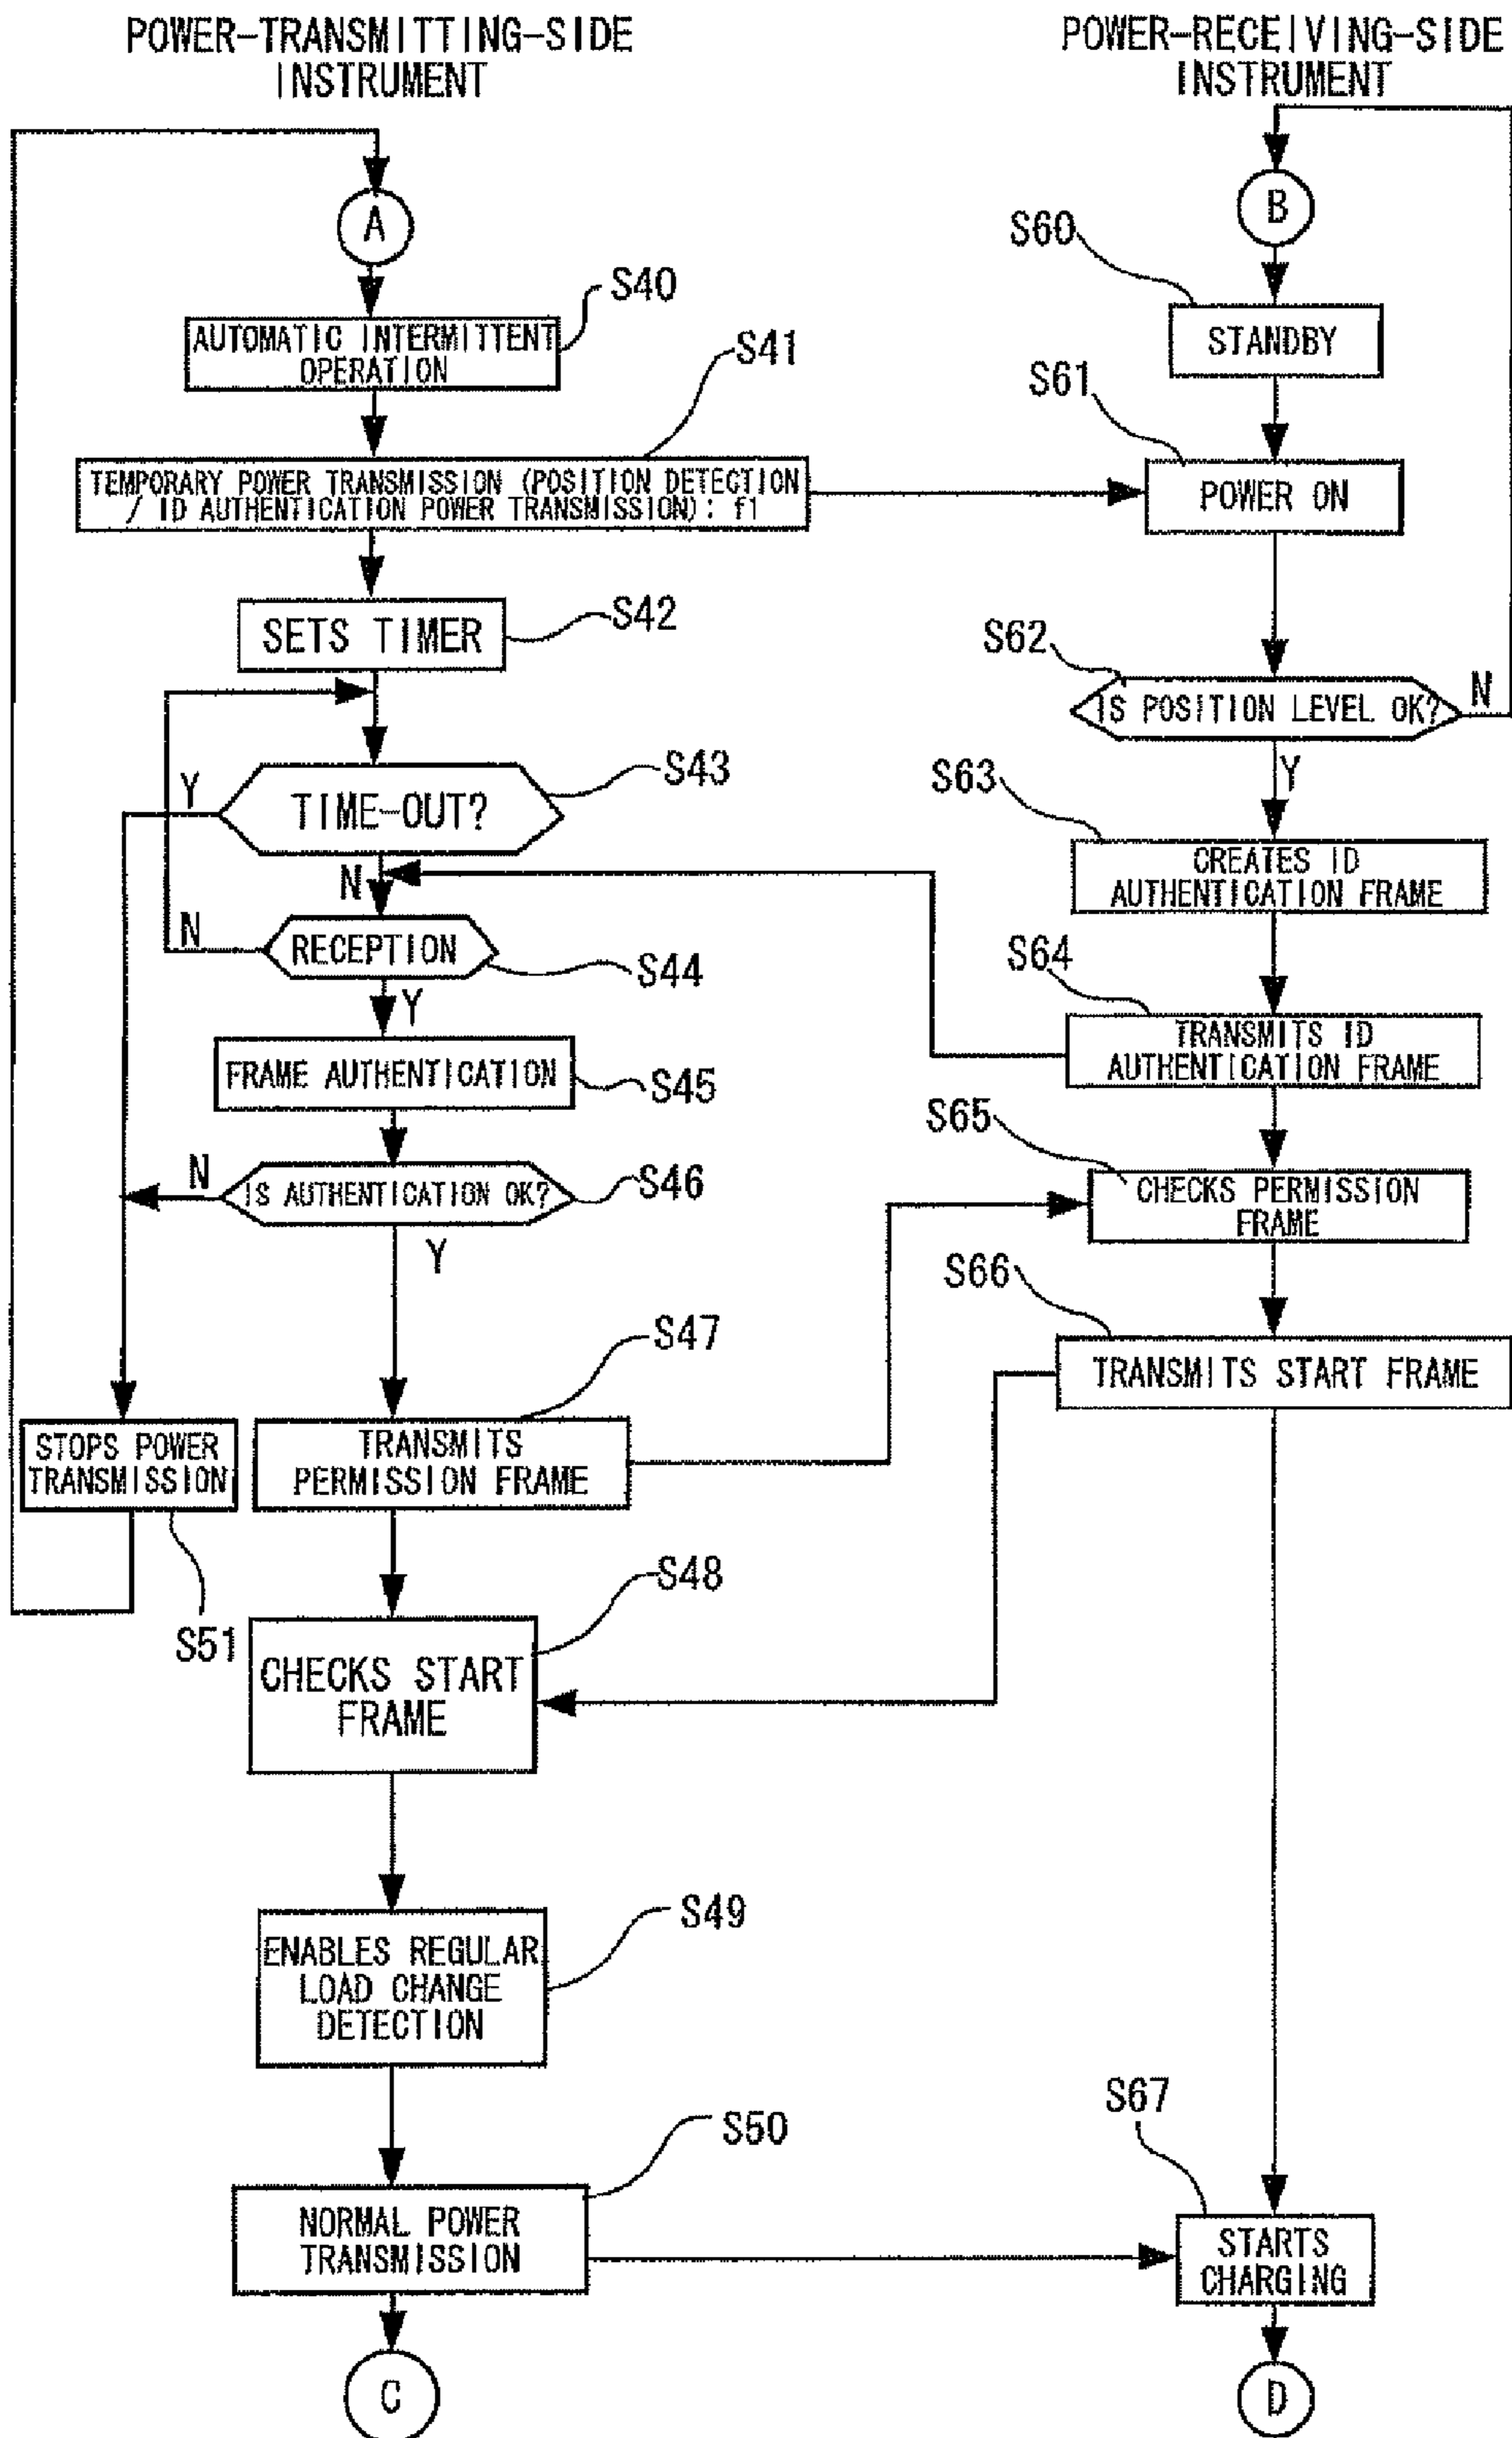 POWER-TRANSMITTING-SIDE
INSTRUMENT
POWER-RECEIVING-SIDE
INSTRUMENT
A
B
S60
S40
AUTOMATIC INTERMITTENT
OPERATION
STANDBY
S41
S61
TEMPORARY POWER TRANSMISSION (POSITION DETECTION
/ ID AUTHENTICATION POWER TRANSMISSION): f1
POWER ON
S42
SETS TIMER
S62
IS POSITION LEVEL OK?
N
Y
S43
TIME-OUT?
Y
N
S63
CREATES ID
AUTHENTICATION FRAME
RECEPTION
N
S44
Y
S64
TRANSMITS ID
AUTHENTICATION FRAME
FRAME AUTHENTICATION
S45
S65
CHECKS PERMISSION
FRAME
N
IS AUTHENTICATION OK?
S46
Y
S66
TRANSMITS START FRAME
S47
STOPS POWER
TRANSMISSION
TRANSMITS
PERMISSION FRAME
S51
S48
CHECKS START
FRAME
S49
ENABLES REGULAR
LOAD CHANGE
DETECTION
S67
S50
NORMAL POWER
TRANSMISSION
STARTS
CHARGING
C
D